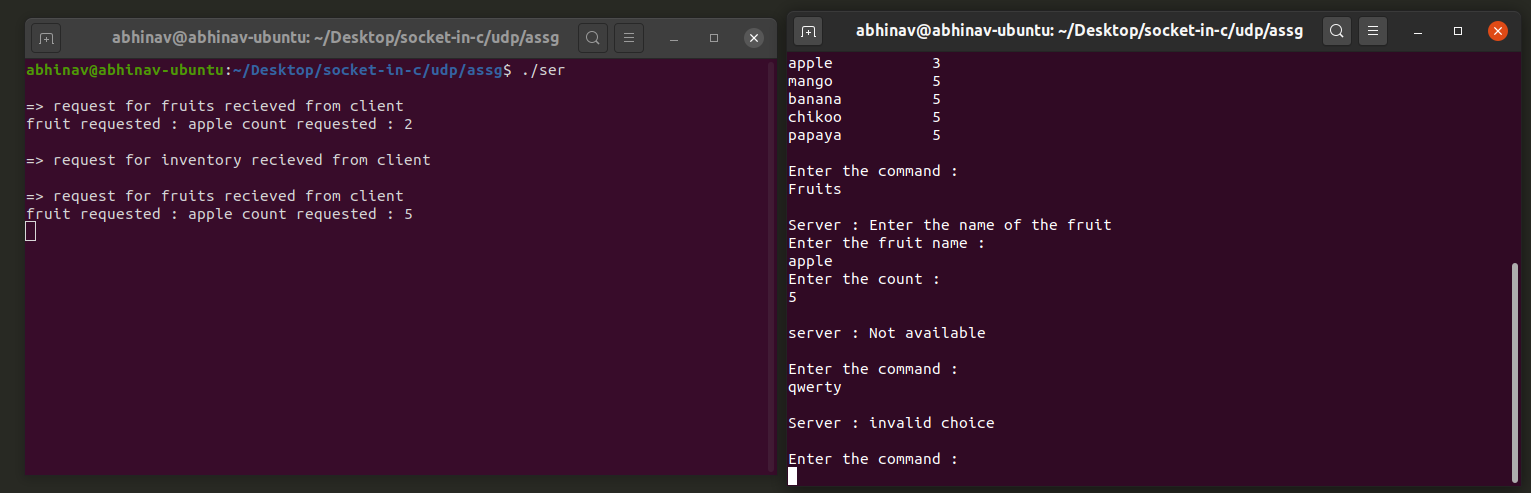 abhinav@abhinav-ubuntu: ~/Desktop/socket-in-c/udp/assg
abhinav@abhinav-ubuntu:~/Desktop/socket-in-c/udp/assg$ ./ser
=> request for fruits recieved from client
fruit requested : apple count requested : 2
=> request for inventory recieved from client
=> request for fruits recieved from client
fruit requested : apple count requested : 5
abhinav@abhinav-ubuntu: ~/Desktop/socket-in-c/udp/assg
apple 3
mango 5
banana 5
chikoo 5
papaya 5
Enter the command :
Fruits
Server : Enter the name of the fruit
Enter the fruit name :
apple
Enter the count :
5
server : Not available
Enter the command :
qwerty
Server : invalid choice
Enter the command :